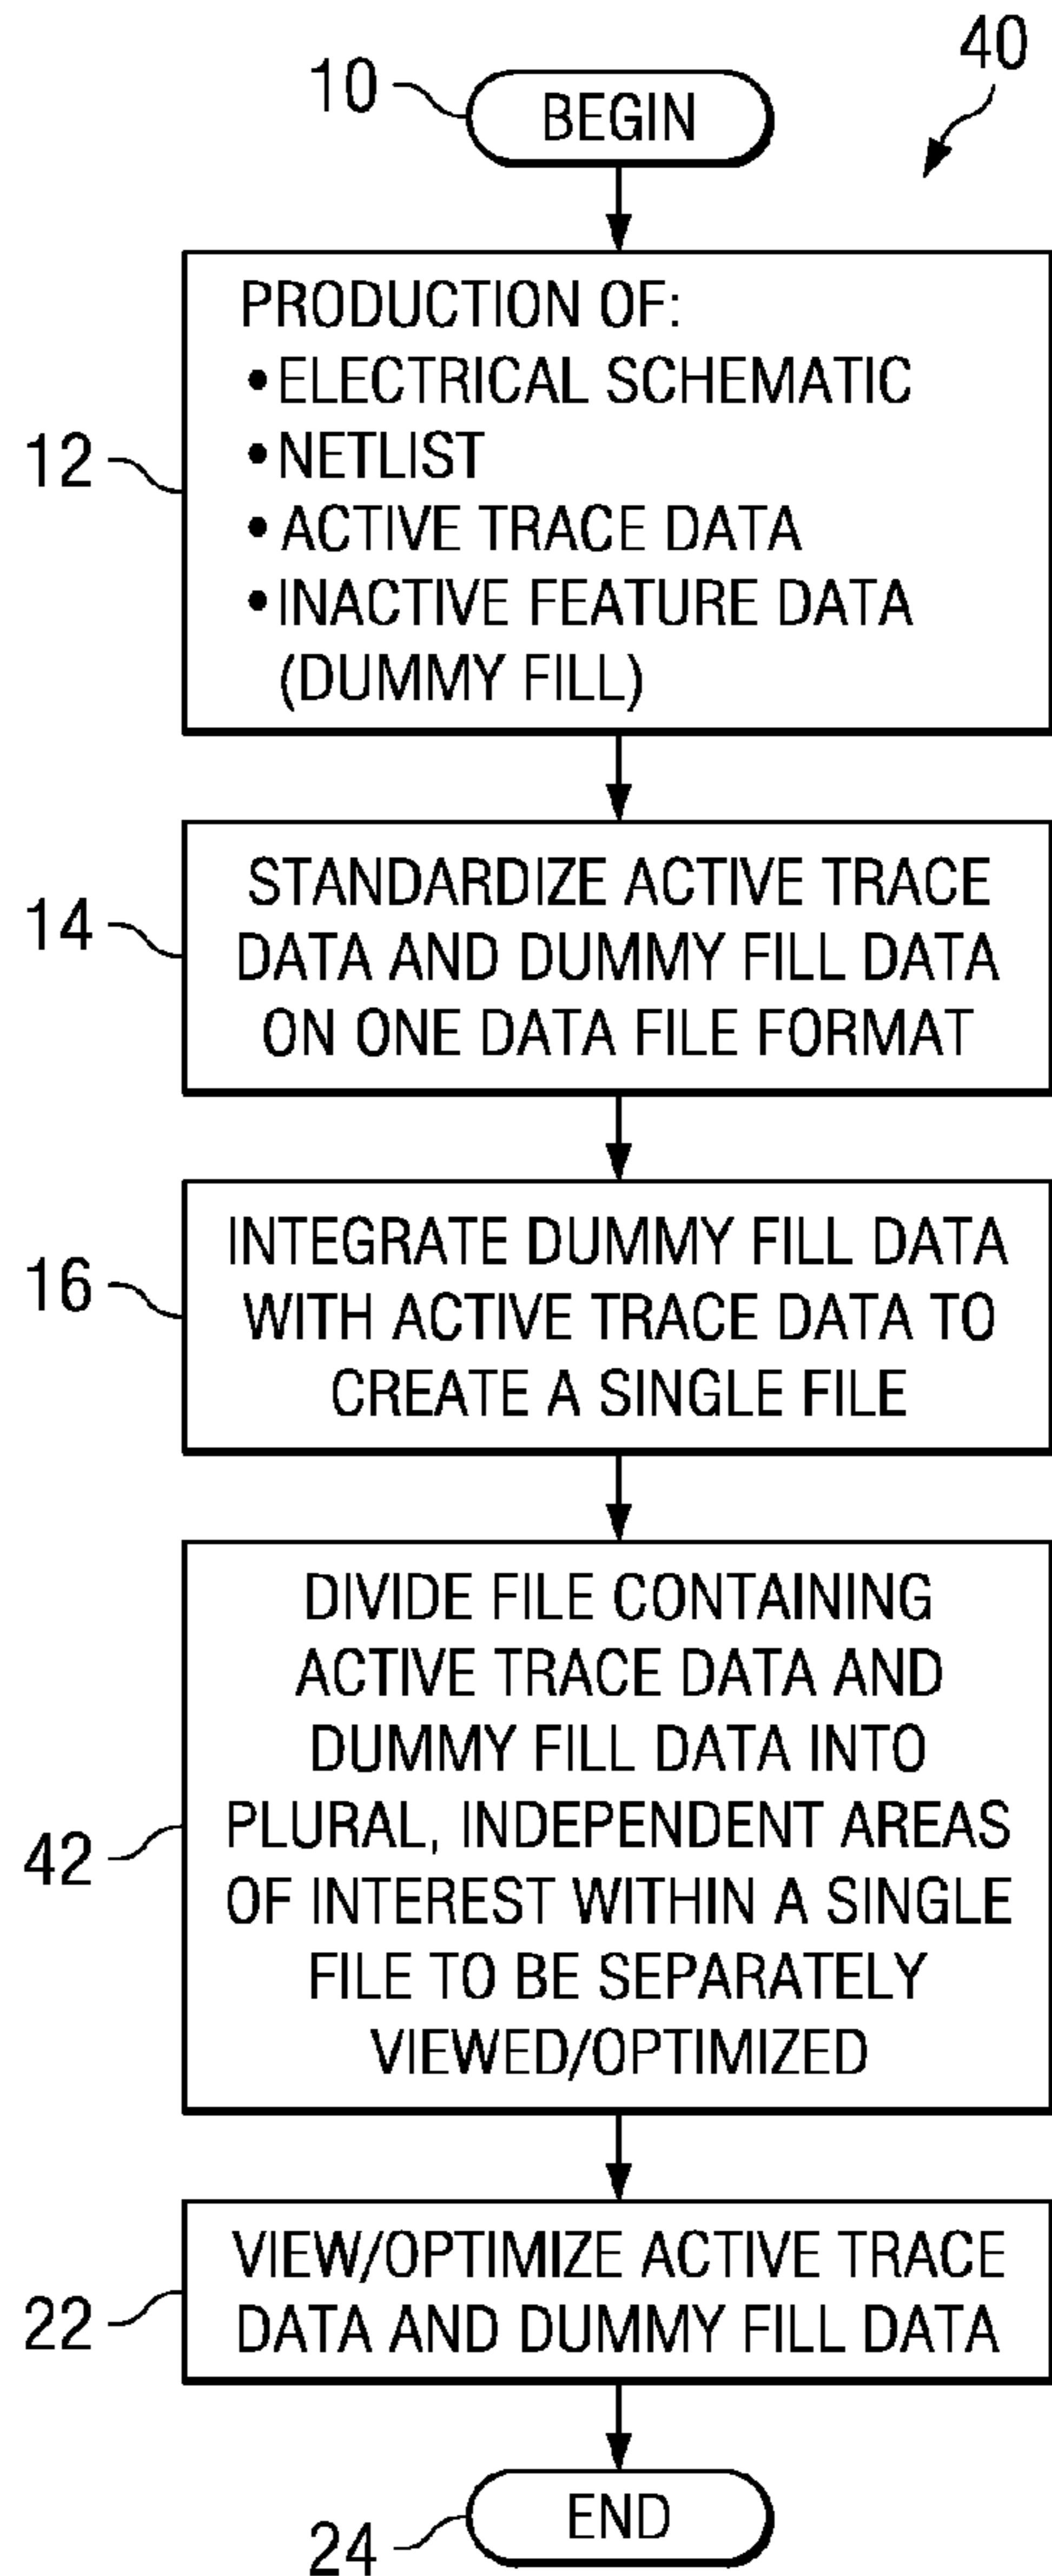 40
10
BEGIN
12
PRODUCTION OF:
•ELECTRICAL SCHEMATIC
•NETLIST
•ACTIVE TRACE DATA
•INACTIVE FEATURE DATA
(DUMMY FILL)
14
STANDARDIZE ACTIVE TRACE
DATA AND DUMMY FILL DATA
ON ONE DATA FILE FORMAT
16
INTEGRATE DUMMY FILL DATA
WITH ACTIVE TRACE DATA TO
CREATE A SINGLE FILE
42
DIVIDE FILE CONTAINING
ACTIVE TRACE DATA AND
DUMMY FILL DATA INTO
PLURAL, INDEPENDENT AREAS
OF INTEREST WITHIN A SINGLE
FILE TO BE SEPARATELY
VIEWED/OPTIMIZED
22
VIEW/OPTIMIZE ACTIVE TRACE
DATA AND DUMMY FILL DATA
24
END